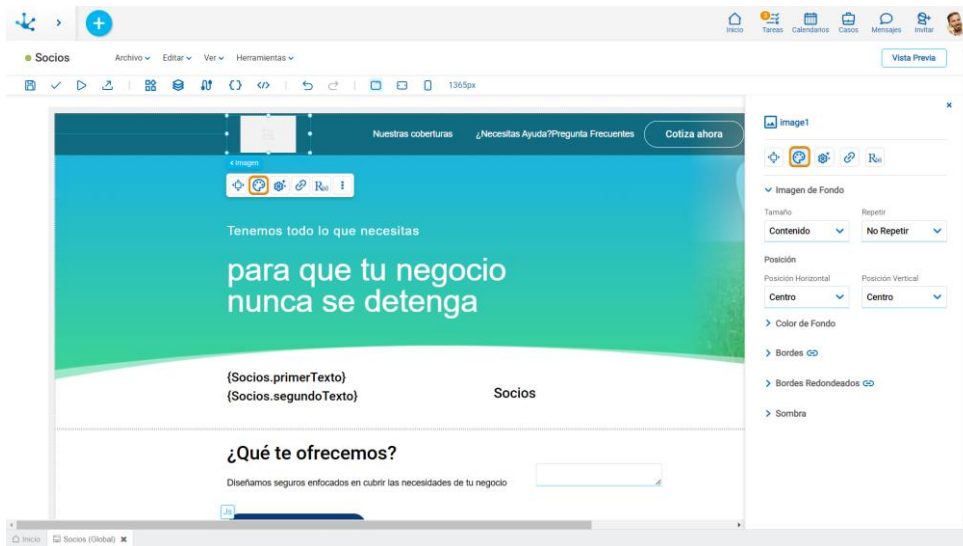 Inicio
3
Tareas
Calendarios
Casos
Mensajes
Invitar
Socios
Archivo
Editar
Ver
Herramientas
Vista Previa
1365px
Nuestras coberturas
¿Necesitas Ayuda?Pregunta Frecuentes
Cotiza ahora
Imagen
Tenemos todo lo que necesitas
para que tu negocio
nunca se detenga
{Socios.primerTexto}
{Socios.segundoTexto}
Socios
¿Qué te ofrecemos?
Diseñamos seguros enfocados en cubrir las necesidades de tu negocio
Js
image1
Imagen de Fondo
Tamaño
Repetir
Contenido
No Repetir
Posición
Posición Horizontal
Posición Vertical
Centro
Centro
Color de Fondo
Bordes
Bordes Redondeados
Sombra
Inicio
Socios (Global)